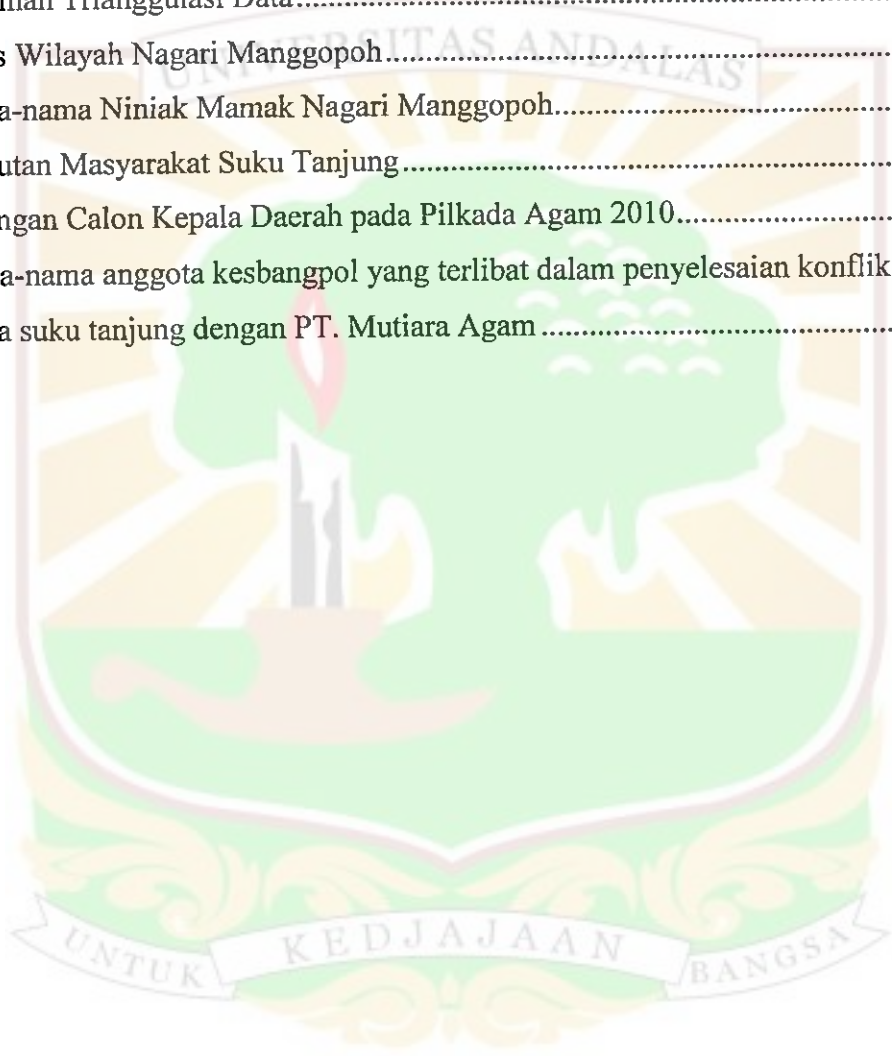 man Trianggulasi Data
s Wilayah Nagari Manggopoh
a-nama Niniak Mamak Nagari Manggopoh
utan Masyarakat Suku Tanjung
ngan Calon Kepala Daerah pada Pilkada Agam 2010
a-nama anggota kesbangpol yang terlibat dalam penyelesaian konflik
a suku tanjung dengan PT. Mutiara Agam
UNIVERSITAS ANDALAS
UNTUK KEDJAJAAN BANGSA